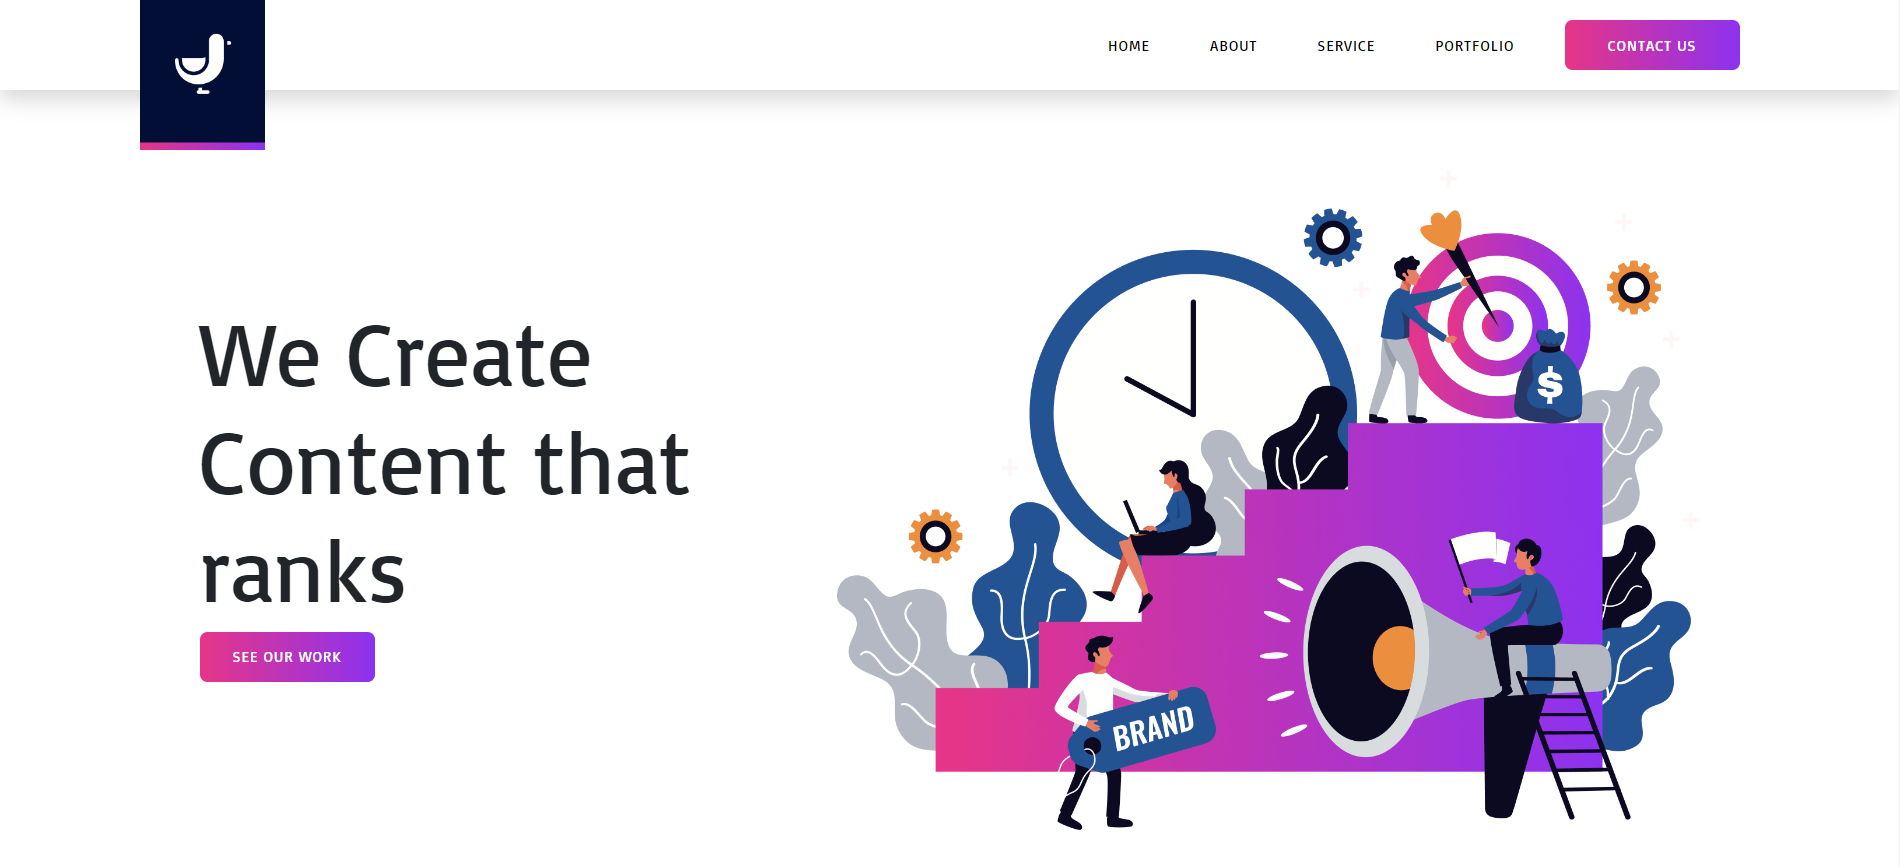 HOME ABOUT SERVICE PORTFOLIO CONTACT US
We Create
Content that
ranks
SEE OUR WORK
$
BRAND